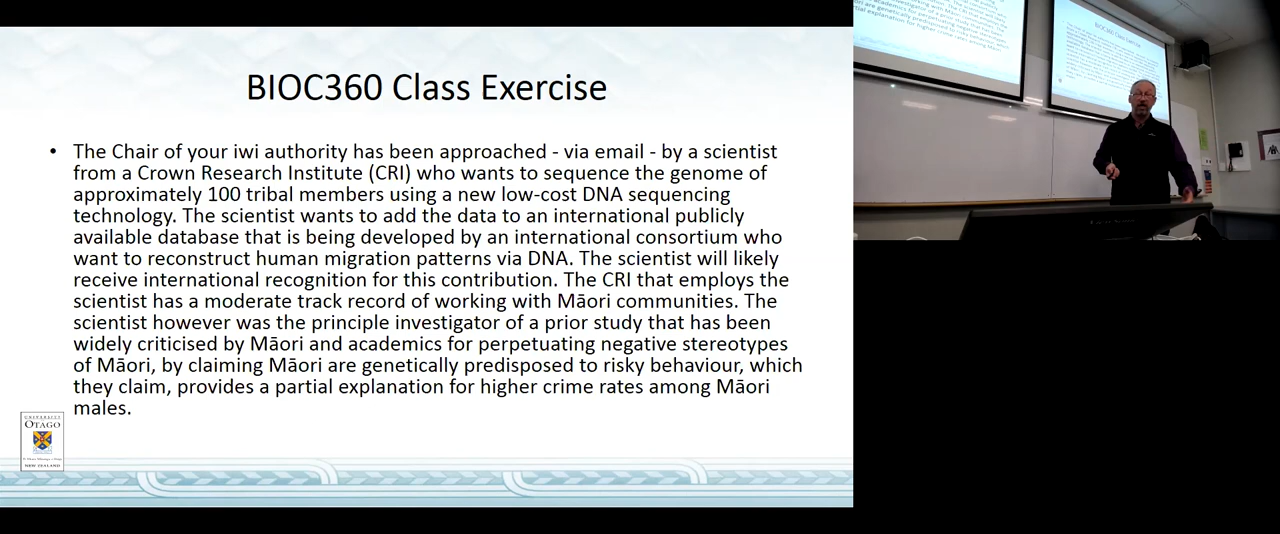 BIOC360 Class Exercise
• The Chair of your iwi authority has been approached - via email - by a scientist
from a Crown Research Institute (CRI) who wants to sequence the genome of
approximately 100 tribal members using a new low-cost DNA sequencing
technology. The scientist wants to add the data to an international publicly
available database that is being developed by an international consortium who
want to reconstruct human migration patterns via DNA. The scientist will likely
receive international recognition for this contribution. The CRI that employs the
scientist has a moderate track record of working with Māori communities. The
scientist however was the principle investigator of a prior study that has been
widely criticised by Māori and academics for perpetuating negative stereotypes
of Māori, by claiming Māori are genetically predisposed to risky behaviour, which
they claim, provides a partial explanation for higher crime rates among Māori
males.
UNIVERSITY
OTAGO
NEW ZEALAND
BIOC360 Class Exercise